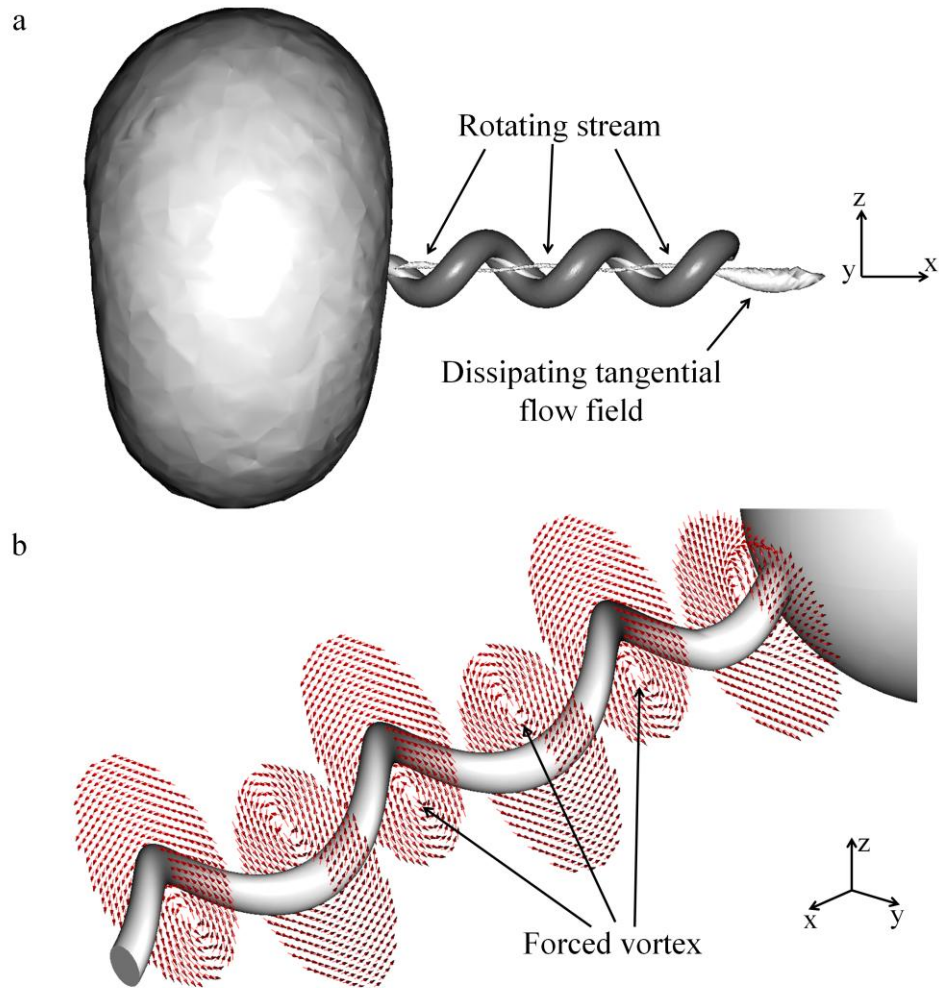 a
Rotating stream
z
y
x
Dissipating tangential
flow field
b
z
x
y
Forced vortex